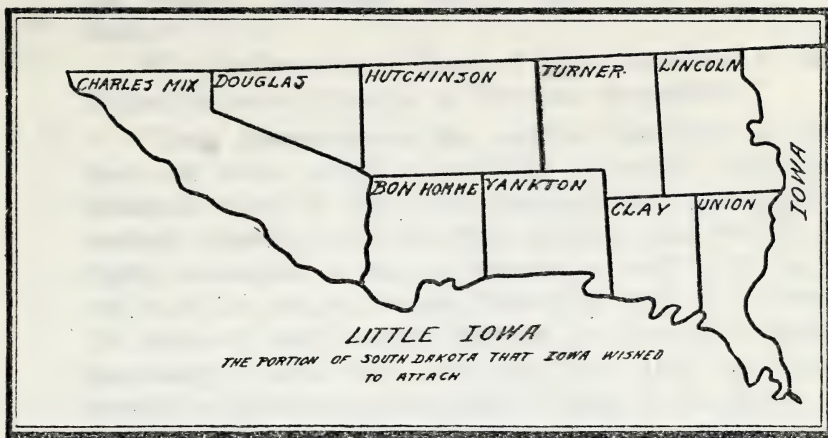 CHARLES MIX
DOUGLAS
HUTCHINSON
TURNER
LINCOLN
BON HOMME
YANKTON
CLAY
UNION
IOWA
LITTLE IOWA
THE PORTION OF SOUTH DAKOTA THAT IOWA WISHED
TO ATTACH